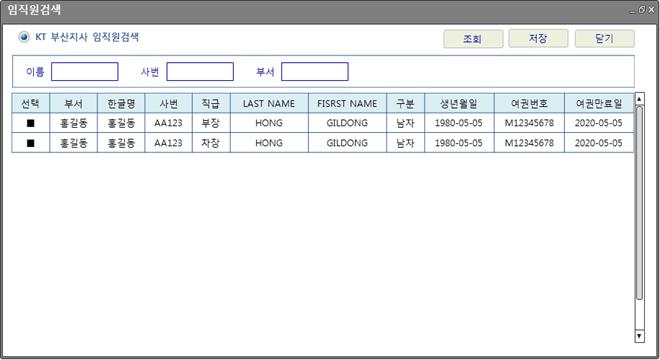 임직원검색
KT 부산지사 임직원검색 조회 저장 닫기
이름 사번 부서
선택 부서 한글명 사번 직급 LAST NAME FISRST NAME 구분 생년월일 여권번호 여권만료일
■ 홍길동 홍길동 AA123 부장 HONG GILDONG 남자 1980-05-05 M12345678 2020-05-05
■ 홍길동 홍길동 AA123 차장 HONG GILDONG 남자 1980-05-05 M12345678 2020-05-05